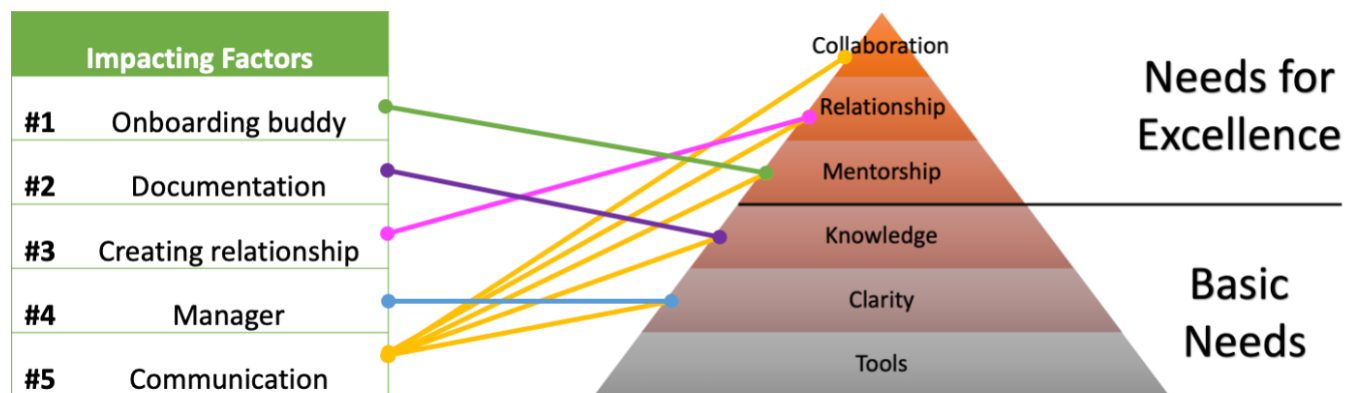 Impacting Factors
#1 Onboarding buddy
#2 Documentation
#3 Creating relationship
#4 Manager
#5 Communication
Collaboration
Relationship
Mentorship
Knowledge
Clarity
Tools
Needs for
Excellence
Basic
Needs